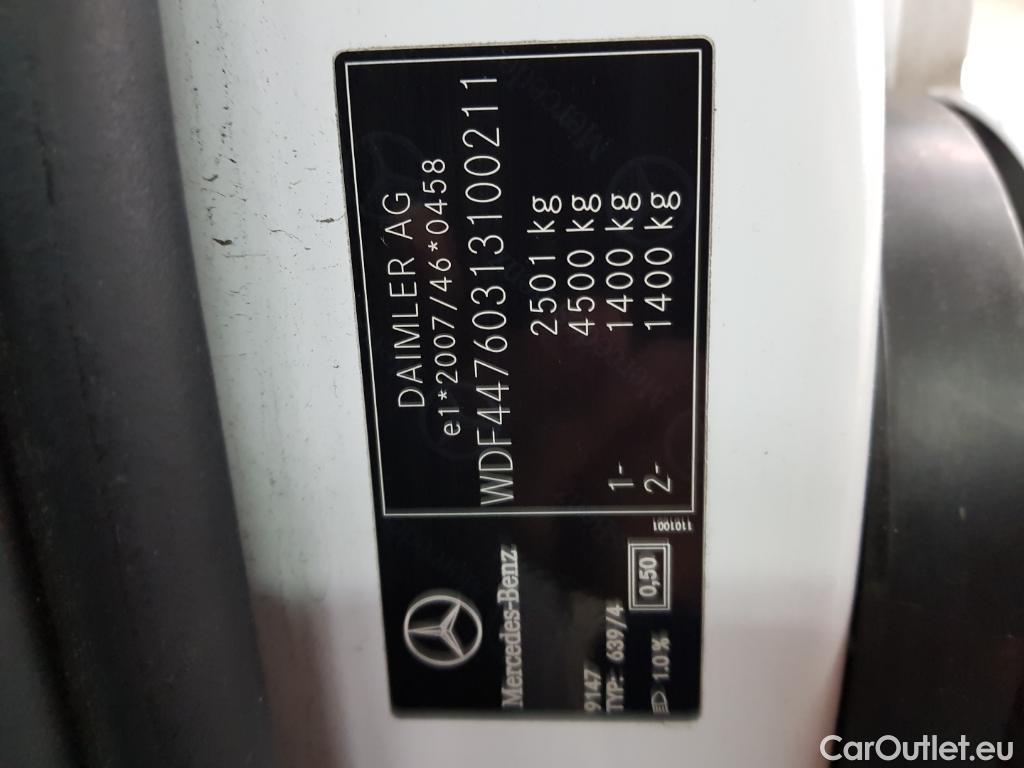 DAIMLER AG
e1*2007/46*0458
WDF44760313100211
2501 kg
4500 kg
1- 1400 kg
2- 1400 kg
Mercedes-Benz
9147
TYP: 639/4
1.0 % 0,50
1101001
CarOutlet.eu